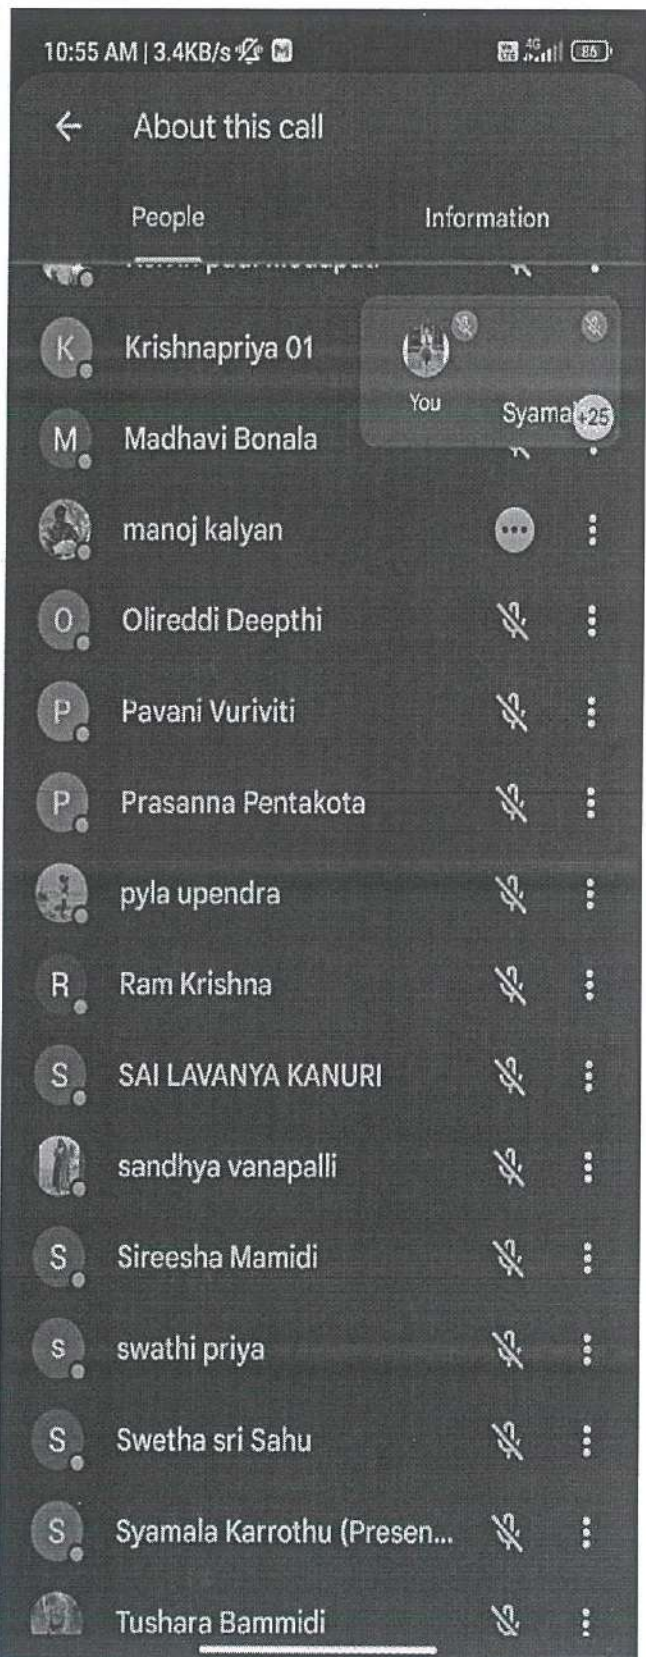 10:55 AM | 3.4KB/s M 4G 86
About this call
People Information
Krishnapriya 01
K
You
Syamal +25
Madhavi Bonala
M
manoj kalyan
O Olireddi Deepthi
P Pavani Vuriviti
P Prasanna Pentakota
pyla upendra
R Ram Krishna
S SAI LAVANYA KANURI
sandhya vanapalli
S Sireesha Mamidi
s swathi priya
S Swetha sri Sahu
S Syamala Karrothu (Presen...
Tushara Bammidi